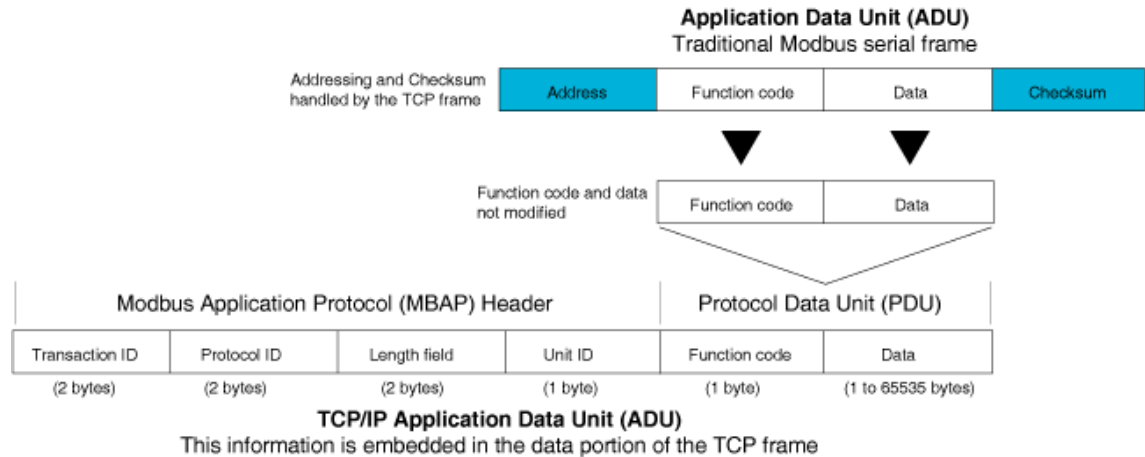 Application Data Unit (ADU)
Traditional Modbus serial frame
Addressing and Checksum
handled by the TCP frame
Address
Function code
Data
Checksum
Function code and data
not modified
Function code
Data
Modbus Application Protocol (MBAP) Header
Protocol Data Unit (PDU)
Transaction ID
Protocol ID
Length field
Unit ID
Function code
Data
(2 bytes)
(2 bytes)
(2 bytes)
(1 byte)
(1 byte)
(1 to 65535 bytes)
TCP/IP Application Data Unit (ADU)
This information is embedded in the data portion of the TCP frame